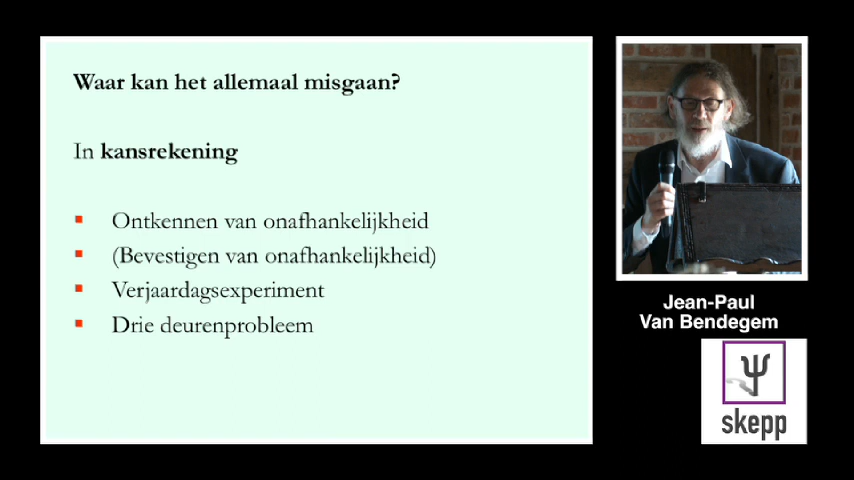 Waar kan het allemaal misgaan?
In kansrekening
▪ Ontkennen van onafhankelijkheid
▪ (Bevestigen van onafhankelijkheid)
▪ Verjaardagsexperiment
▪ Drie deurenprobleem
Jean-Paul
Van Bendegem
Ψ
skepp